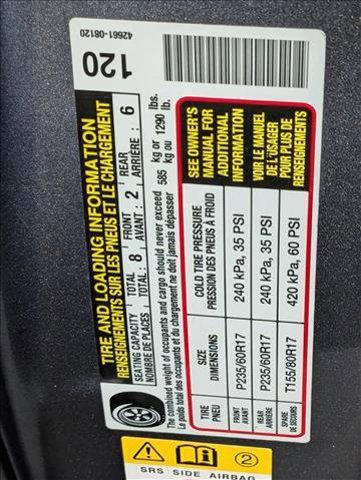 42661-08120
120
TIRE AND LOADING INFORMATION
RENSEIGNEMENTS SUR LES PNEUS ET LE CHARGEMENT
SEATING CAPACITY TOTAL : 8 FRONT : 2 REAR : 6
NOMBRE DE PLACES TOTAL : AVANT : ARRIÈRE :
The combined weight of occupants and cargo should never exceed 585 kg or 1290 lbs.
Le poids total des occupants et du chargement ne doit jamais dépasser kg ou lb.
TIRE SIZE COLD TIRE PRESSURE
PNEU DIMENSIONS PRESSION DES PNEUS À FROID
FRONT P235/60R17 240 kPa, 35 PSI
AVANT
REAR P235/60R17 240 kPa, 35 PSI
ARRIÈRE
SPARE T155/80R17 420 kPa, 60 PSI
DE SECOURS
SEE OWNER'S
MANUAL FOR
ADDITIONAL
INFORMATION
VOIR LE MANUEL
DE L'USAGER
POUR PLUS DE
RENSEIGNEMENTS
2
SRS SIDE AIRBAG